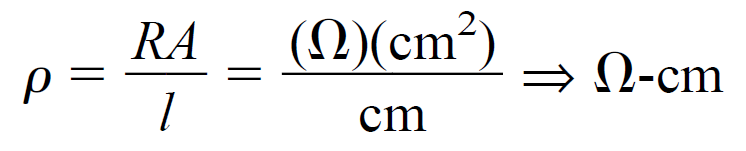 ρ = RA / l = (Ω)(cm²) / cm ⇒ Ω-cm